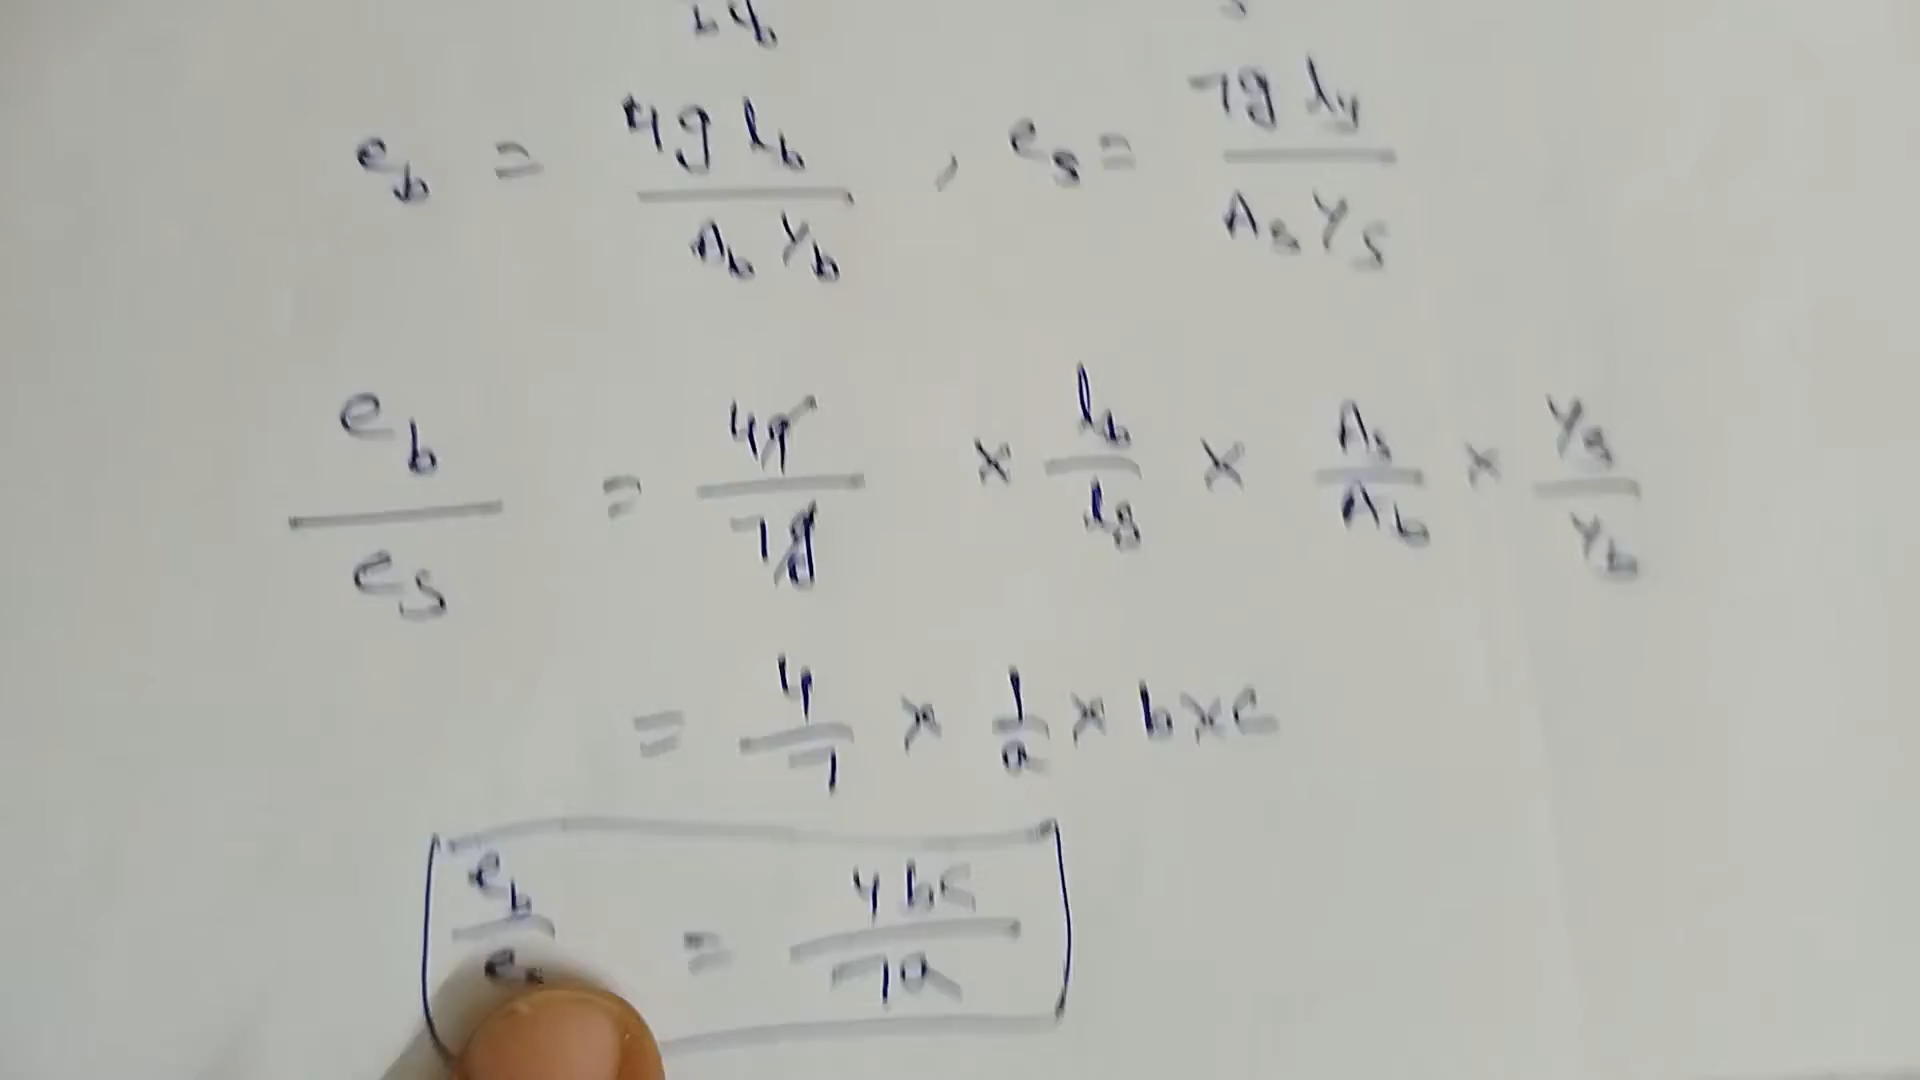 e_b = 4g l_b / A_b Y_b , e_s = 7g l_s / A_s Y_s
e_b / e_s = 4g / 7g × l_b / l_s × A_s / A_b × Y_s / Y_b
= 4/7 × 1/a × b × c
e_b / e_s = 4bc / 7a